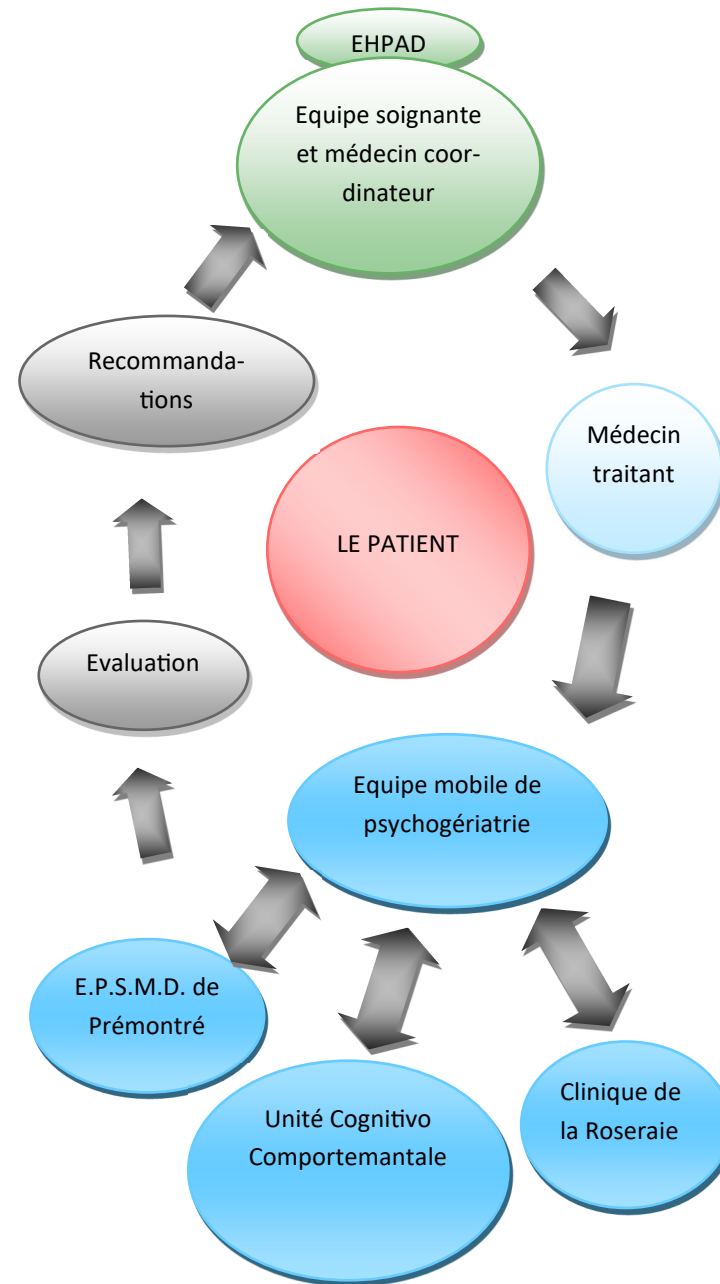 EHPAD
Equipe soignante
et médecin coor-
dinateur
Recommanda-
tions
Médecin
traitant
LE PATIENT
Evaluation
Equipe mobile de
psychogériatrie
E.P.S.M.D. de
Prémontré
Unité Cognitivo
Comportemantale
Clinique de
la Roseraie